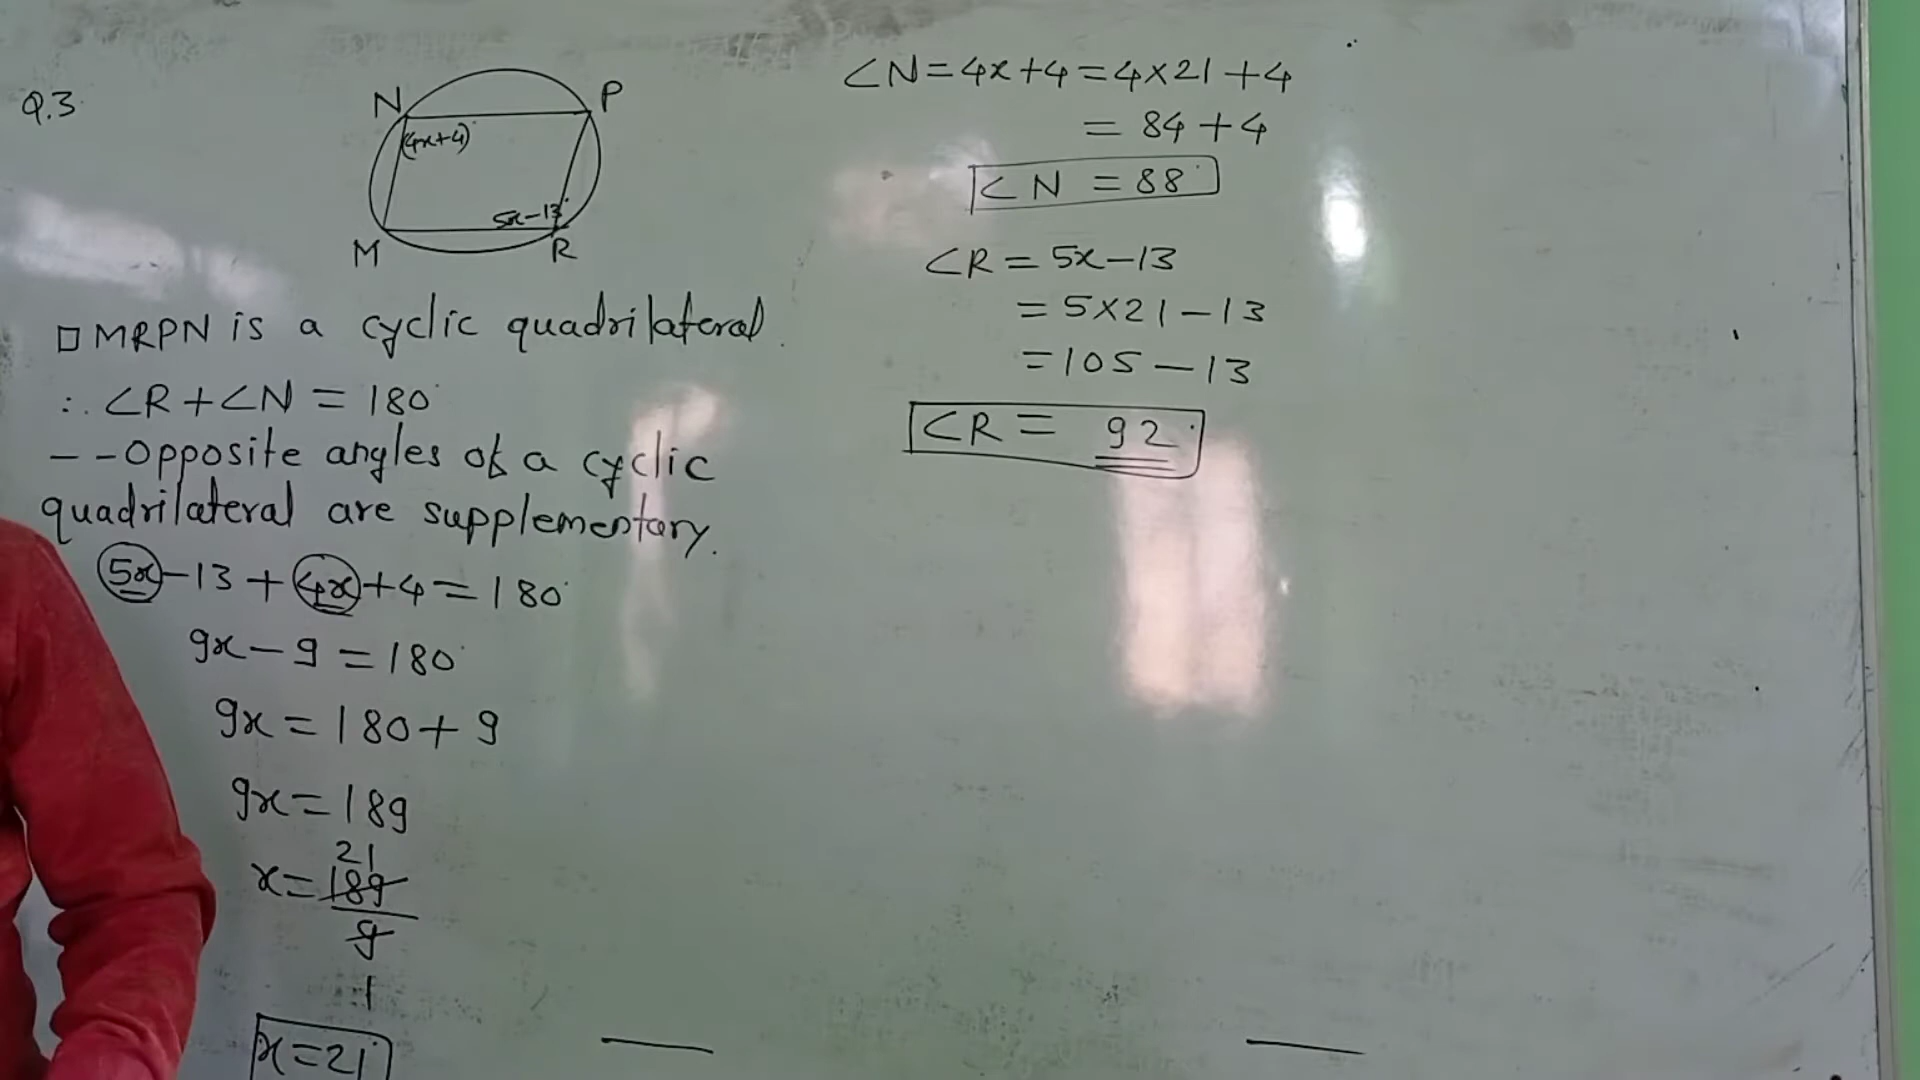 Q.3
N
P
(4x+4)°
5x-13°
M
R
□ MRPN is a cyclic quadrilateral.
∴ ∠R+∠N = 180°
--Opposite angles of a cyclic
quadrilateral are supplementary.
5x-13+4x+4=180°
9x-9=180°
9x=180+9
9x=189
21
x=189
9
1
x=21°
∠N=4x+4=4×21+4
= 84+4
∠N = 88°
∠R=5x-13
=5×21-13
=105-13
∠R= 92°